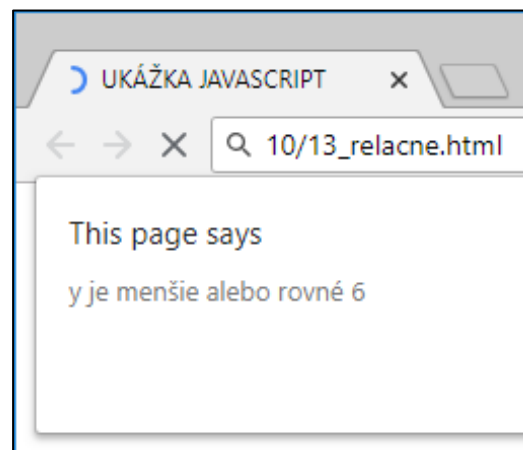 UKÁŽKA JAVASCRIPT
10/13_relacne.html
This page says
y je menšie alebo rovné 6